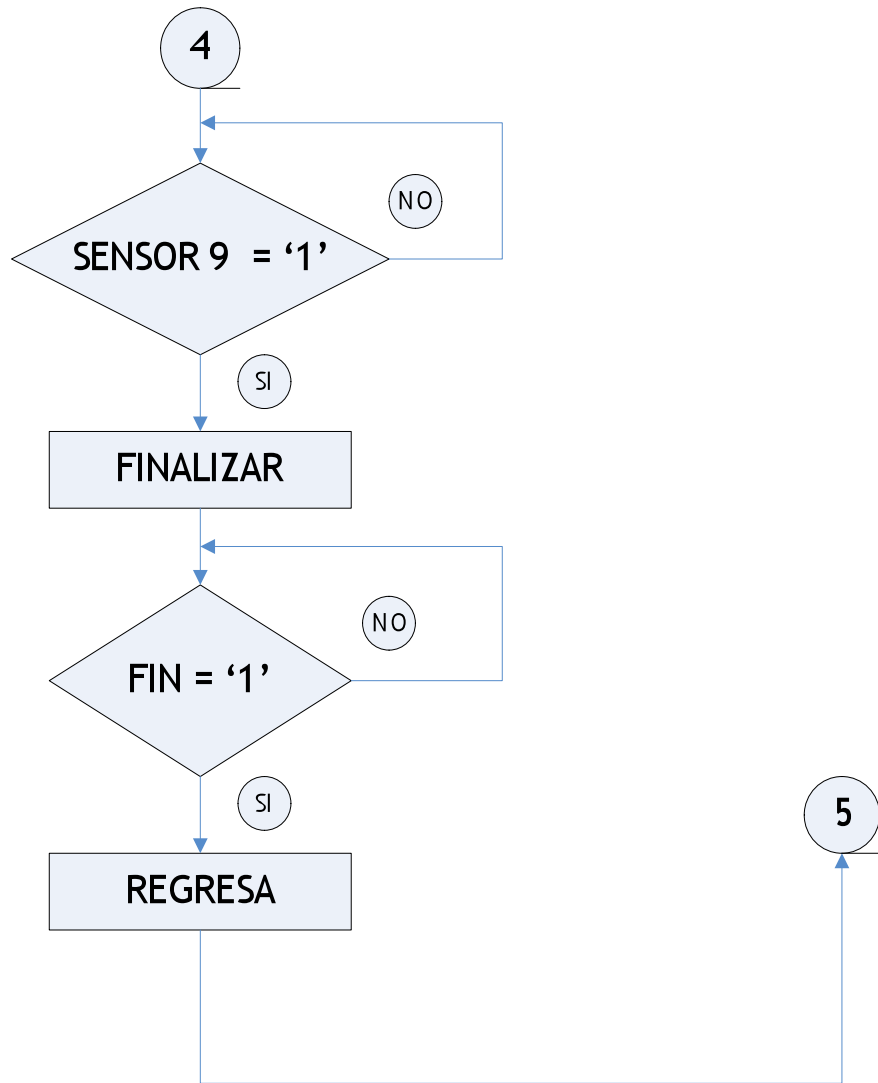 4
NO
SENSOR 9 = ‘1’
SI
FINALIZAR
NO
FIN = ‘1’
SI
5
REGRESA